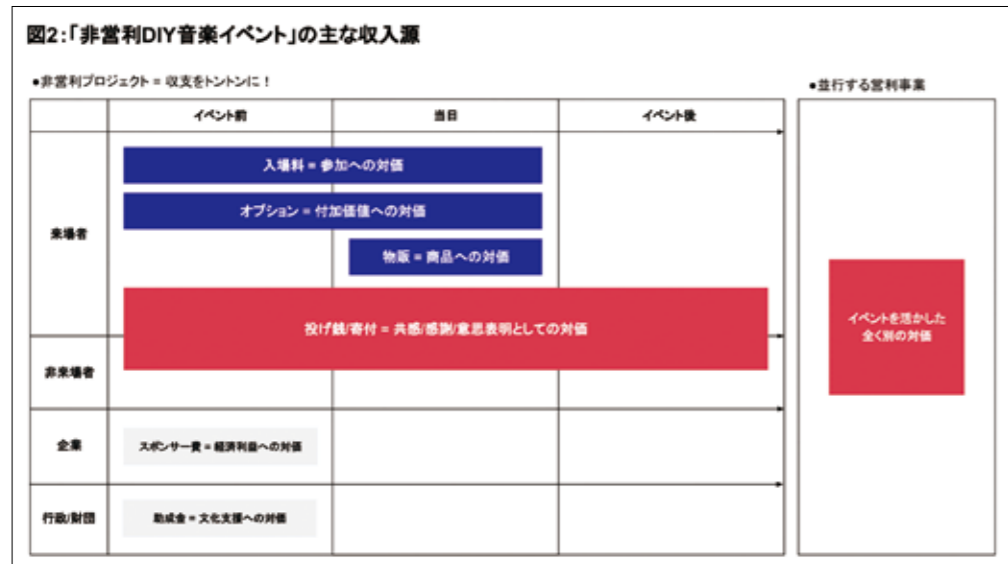 図2:「非営利DIY音楽イベント」の主な収入源
●非営利プロジェクト = 収支をトントンに！
●並行する営利事業
イベント前
当日
イベント後
来場者
入場料 = 参加への対価
オプション = 付加価値への対価
物販 = 商品への対価
投げ銭/寄付 = 共感/感謝/意思表明としての対価
イベントを活かした
全く別の対価
非来場者
企業
スポンサー費 = 経済利益への対価
行政/財団
助成金 = 文化支援への対価